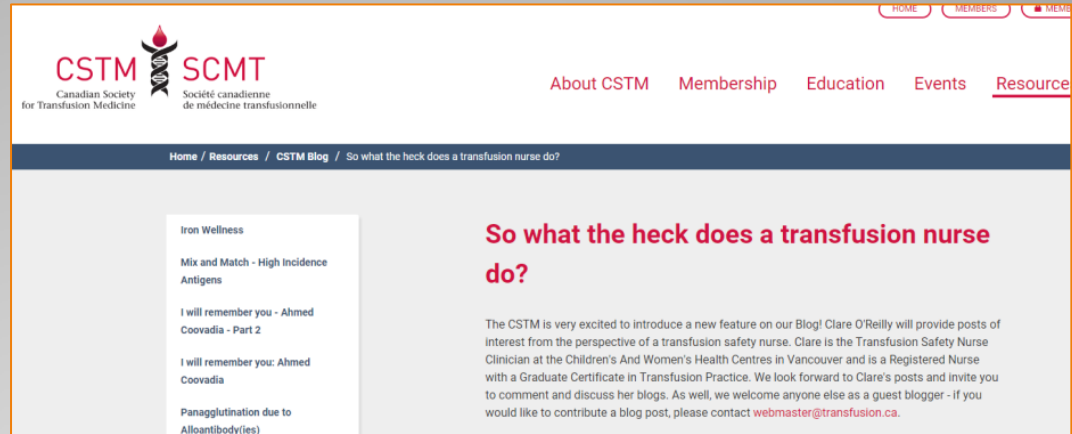 HOME
MEMBERS
CSTM SCMT
Canadian Society
for Transfusion Medicine
Société canadienne
de médecine transfusionnelle
About CSTM Membership Education Events Resource
Home / Resources / CSTM Blog / So what the heck does a transfusion nurse do?
Iron Wellness
Mix and Match - High Incidence
Antigens
I will remember you - Ahmed
Coovadia - Part 2
I will remember you: Ahmed
Coovadia
Panagglutination due to
Alloantibody(ies)
So what the heck does a transfusion nurse
do?
The CSTM is very excited to introduce a new feature on our Blog! Clare O'Reilly will provide posts of
interest from the perspective of a transfusion safety nurse. Clare is the Transfusion Safety Nurse
Clinician at the Children's And Women's Health Centres in Vancouver and is a Registered Nurse
with a Graduate Certificate in Transfusion Practice. We look forward to Clare's posts and invite you
to comment and discuss her blogs. As well, we welcome anyone else as a guest blogger - if you
would like to contribute a blog post, please contact webmaster@transfusion.ca.